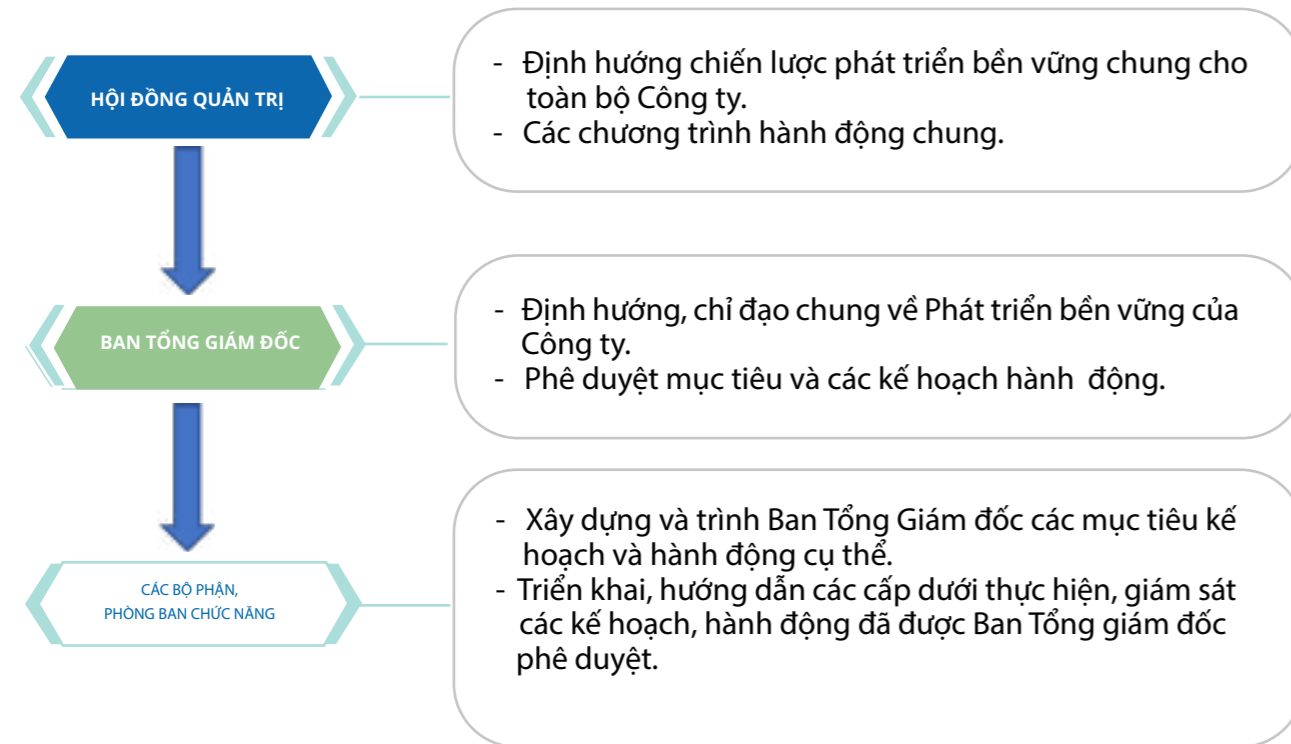 HỘI ĐỒNG QUẢN TRỊ
- Định hướng chiến lược phát triển bền vững chung cho
toàn bộ Công ty.
- Các chương trình hành động chung.
BAN TỔNG GIÁM ĐỐC
- Định hướng, chỉ đạo chung về Phát triển bền vững của
Công ty.
- Phê duyệt mục tiêu và các kế hoạch hành động.
CÁC BỘ PHẬN,
PHÒNG BAN CHỨC NĂNG
- Xây dựng và trình Ban Tổng Giám đốc các mục tiêu kế
hoạch và hành động cụ thể.
- Triển khai, hướng dẫn các cấp dưới thực hiện, giám sát
các kế hoạch, hành động đã được Ban Tổng giám đốc
phê duyệt.